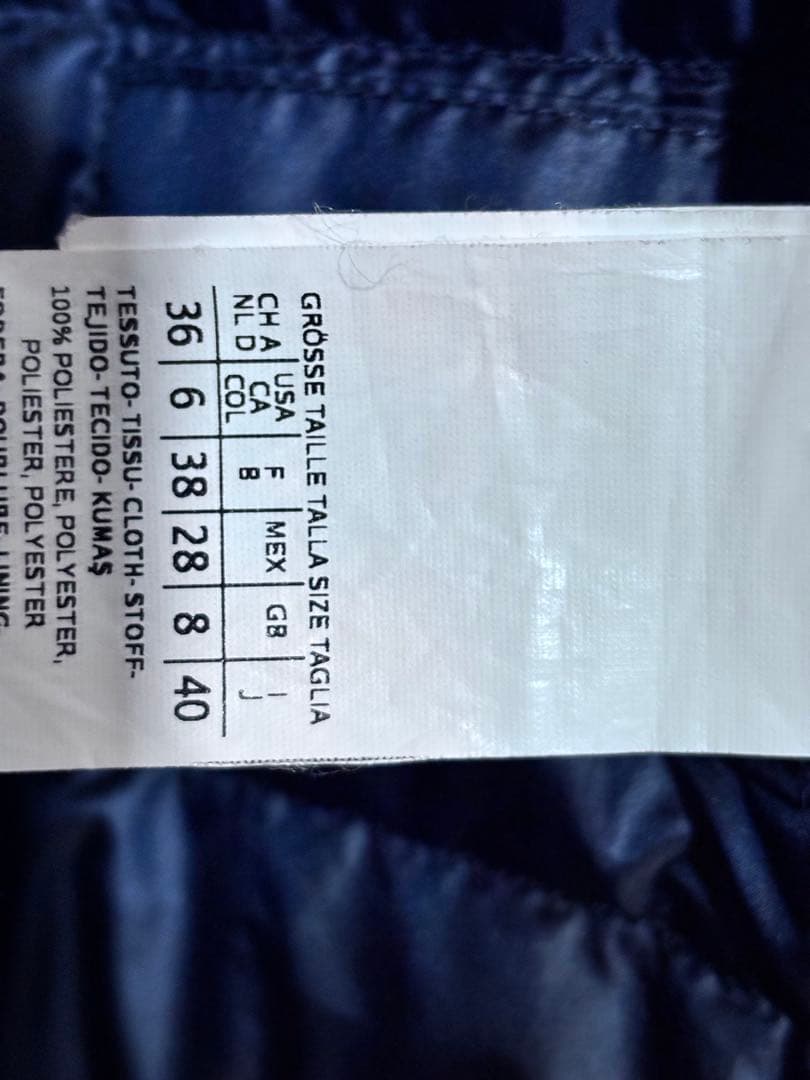 GRÖSSE TAILLE TALLA SIZE TAGLIA
CH A USA F MEX GB I
NL D CA B J
COL
36 6 38 28 8 40
TESSUTO- TISSU- CLOTH- STOFF-
TEJIDO- TECIDO- KUMAŞ
100% POLIESTERE, POLYESTER,
POLIESTER, POLYESTER